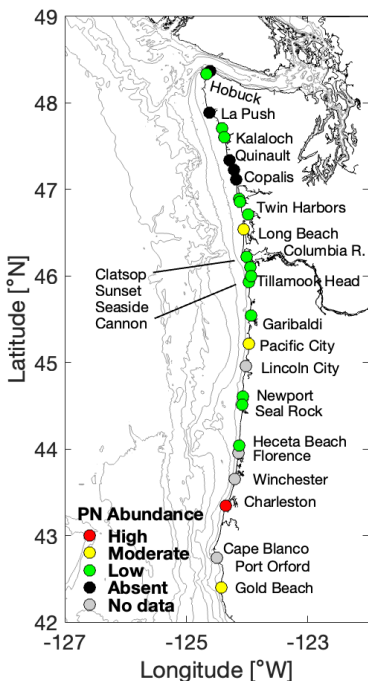 49
48
47
46
45
44
43
42
Latitude [°N]
Hobuck
La Push
Kalaloch
Quinault
Copalis
Twin Harbors
Long Beach
Columbia R.
Clatsop
Sunset
Seaside
Cannon
Tillamook Head
Garibaldi
Pacific City
Lincoln City
Newport
Seal Rock
Heceta Beach
Florence
Winchester
Charleston
Cape Blanco
Port Orford
Gold Beach
PN Abundance
High
Moderate
Low
Absent
No data
-127
-125
-123
Longitude [°W]